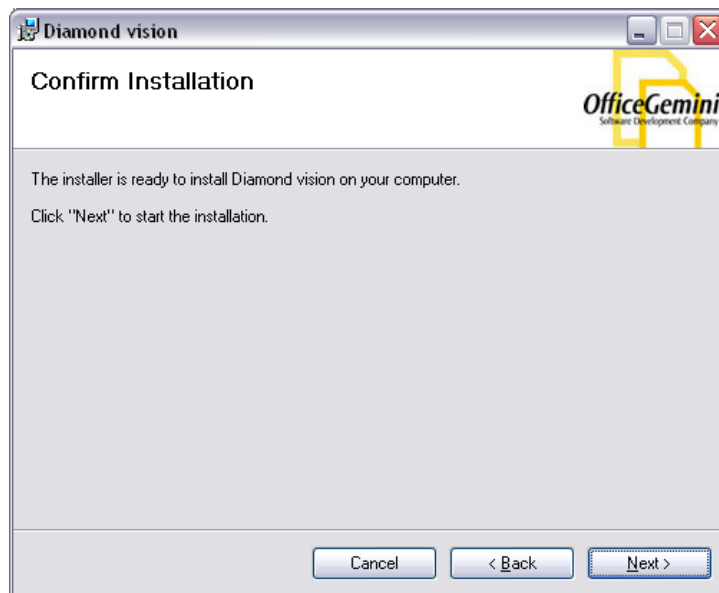 Diamond vision
Confirm Installation
OfficeGemini
Software Development Company
The installer is ready to install Diamond vision on your computer.
Click "Next" to start the installation.
Cancel
< Back
Next >